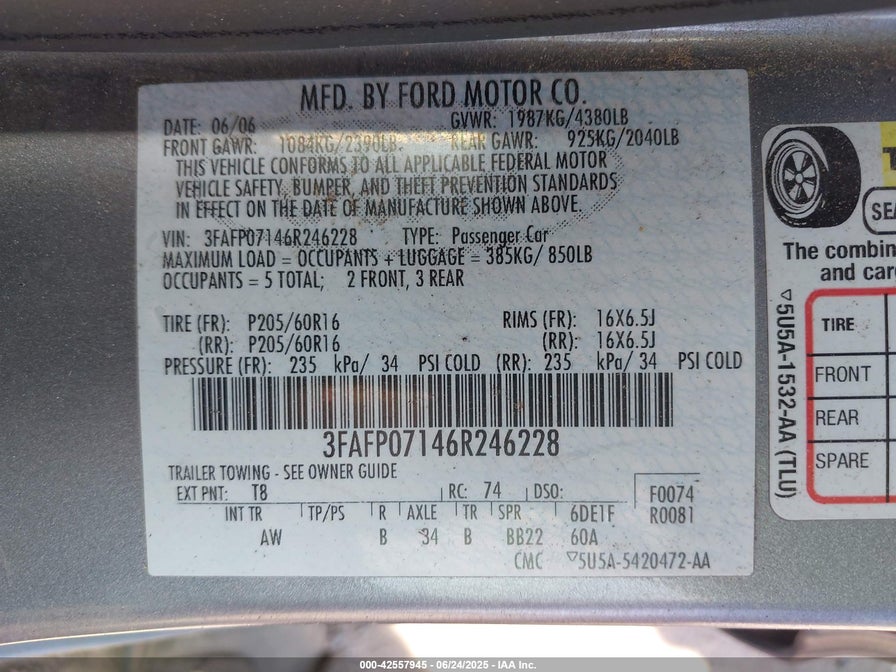 MFD. BY FORD MOTOR CO.
DATE: 06/06 GVWR: 1987KG/4380LB
FRONT GAWR: 1084KG/2390LB REAR GAWR: 925KG/2040LB
THIS VEHICLE CONFORMS TO ALL APPLICABLE FEDERAL MOTOR
VEHICLE SAFETY, BUMPER, AND THEFT PREVENTION STANDARDS
IN EFFECT ON THE DATE OF MANUFACTURE SHOWN ABOVE.
VIN: 3FAFP07146R246228 TYPE: Passenger Car
MAXIMUM LOAD = OCCUPANTS + LUGGAGE = 385KG/ 850LB
OCCUPANTS = 5 TOTAL; 2 FRONT, 3 REAR
TIRE (FR): P205/60R16 RIMS (FR): 16X6.5J
(RR): P205/60R16 (RR): 16X6.5J
PRESSURE (FR): 235 kPa/ 34 PSI COLD (RR): 235 kPa/ 34 PSI COLD
3FAFP07146R246228
TRAILER TOWING - SEE OWNER GUIDE
EXT PNT: T8 RC: 74 DSO: F0074
INT TR TP/PS R AXLE TR SPR 6DE1F R0081
AW B 34 B BB22 60A
CMC ▽5U5A-5420472-AA
The combin
and car
▽5U5A-1532-AA (TLU)
TIRE
FRONT
REAR
SPARE
000-42557945 - 06/24/2025 - IAA Inc.